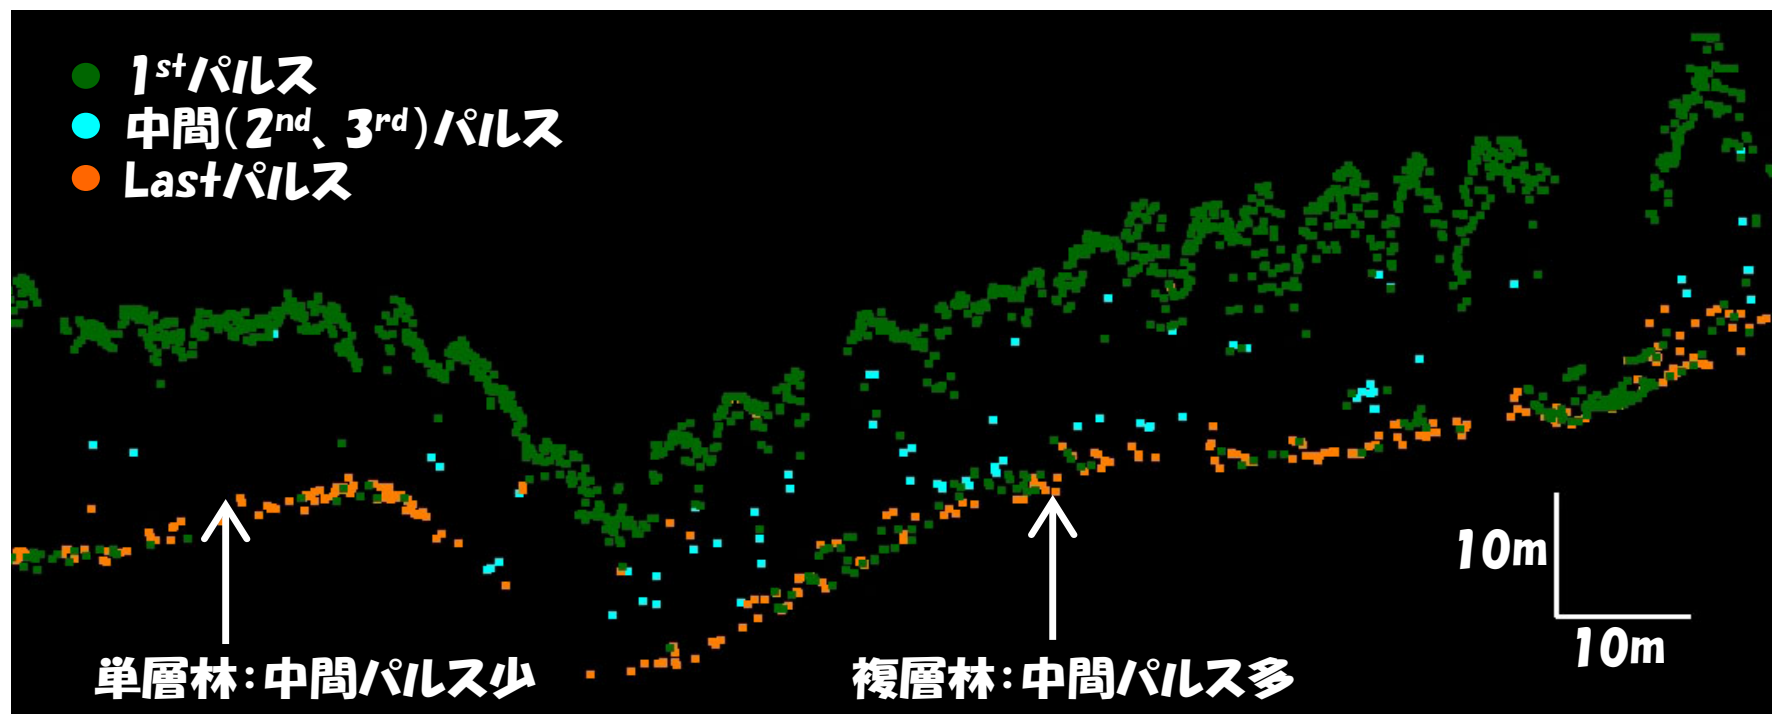 1stパルス
中間(2nd、3rd)パルス
Lastパルス
10m
10m
単層林:中間パルス少
複層林:中間パルス多